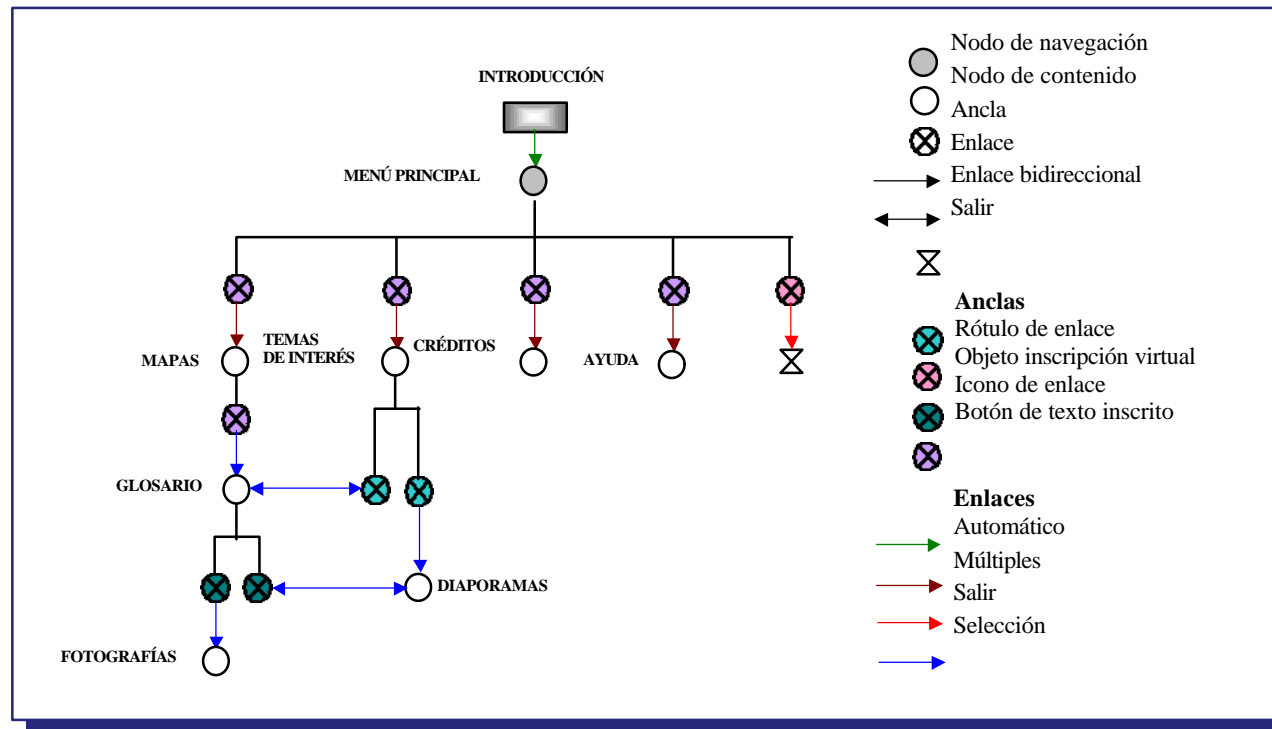 INTRODUCCIÓN
MENÚ PRINCIPAL
MAPAS
TEMAS
DE INTERÉS
CRÉDITOS
AYUDA
GLOSARIO
DIAPORAMAS
FOTOGRAFÍAS
Nodo de navegación
Nodo de contenido
Ancla
Enlace
Enlace bidireccional
Salir
Anclas
Rótulo de enlace
Objeto inscripción virtual
Icono de enlace
Botón de texto inscrito
Enlaces
Automático
Múltiples
Salir
Selección